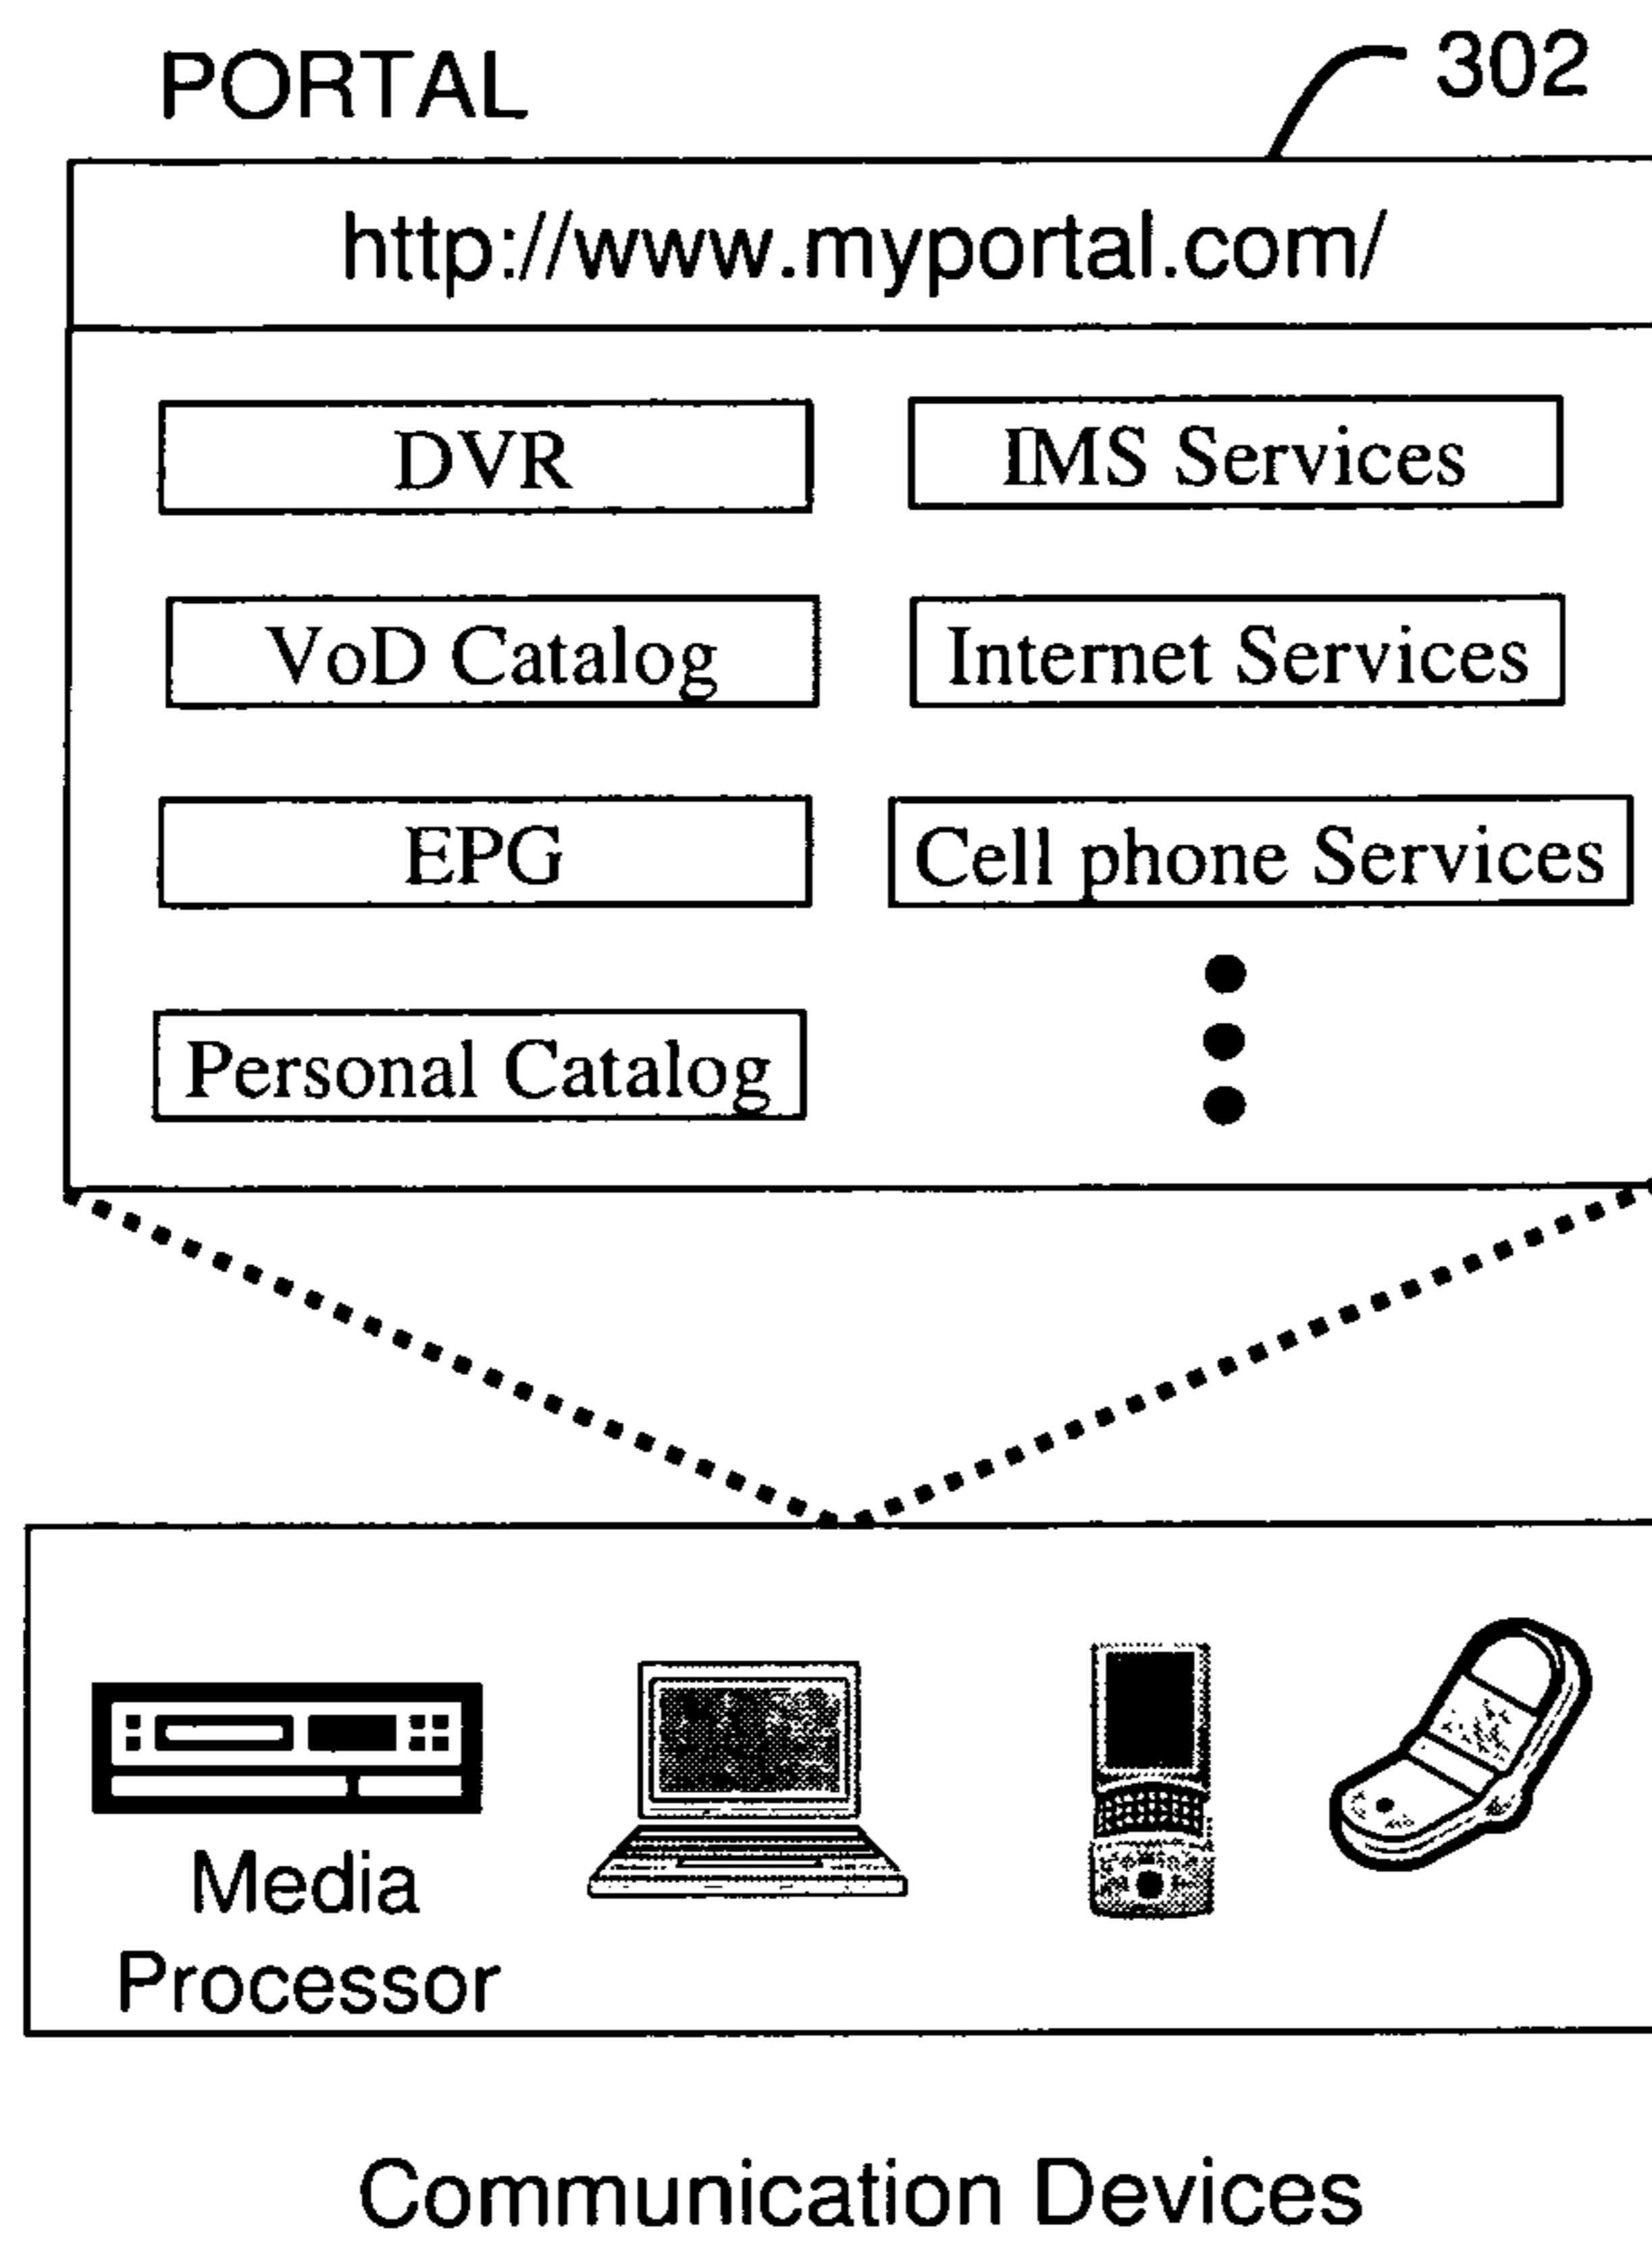 PORTAL
302
http://www.myportal.com/
DVR
IMS Services
VoD Catalog
Internet Services
EPG
Cell phone Services
Personal Catalog
Media
Processor
Communication Devices